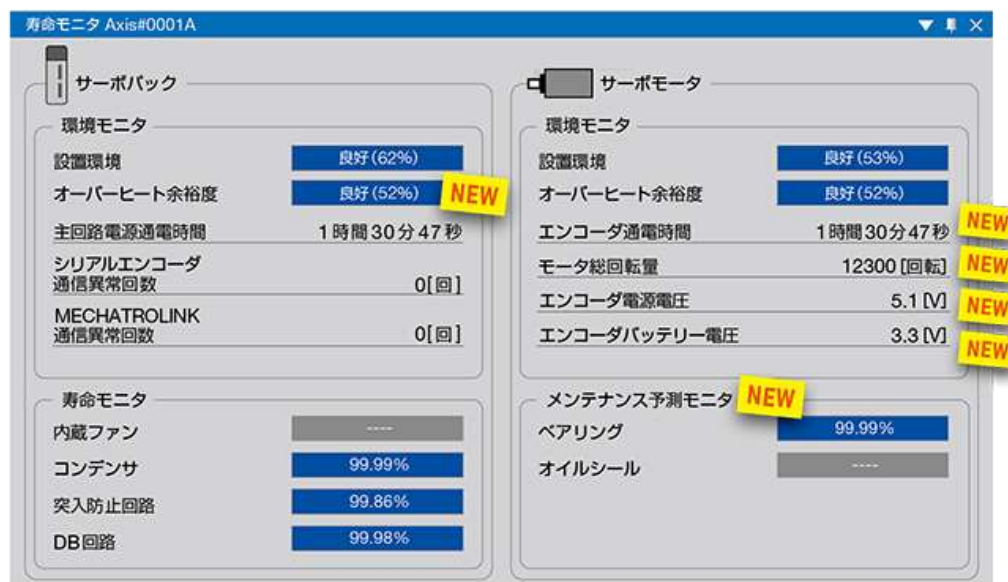 寿命モニタ Axis#0001A
サーボパック
環境モニタ
設置環境 良好(62%)
オーバーヒート余裕度 良好(52%) NEW
主回路電源通電時間 1時間30分47秒
シリアルエンコーダ
通信異常回数 0[回]
MECHATROLINK
通信異常回数 0[回]
寿命モニタ
内蔵ファン ----
コンデンサ 99.99%
突入防止回路 99.86%
DB回路 99.98%
サーボモータ
環境モニタ
設置環境 良好(53%)
オーバーヒート余裕度 良好(52%)
エンコーダ通電時間 1時間30分47秒 NEW
モータ総回転量 12300[回転] NEW
エンコーダ電源電圧 5.1[V] NEW
エンコーダバッテリー電圧 3.3[V] NEW
メンテナンス予測モニタ NEW
ベアリング 99.99%
オイルシール ----